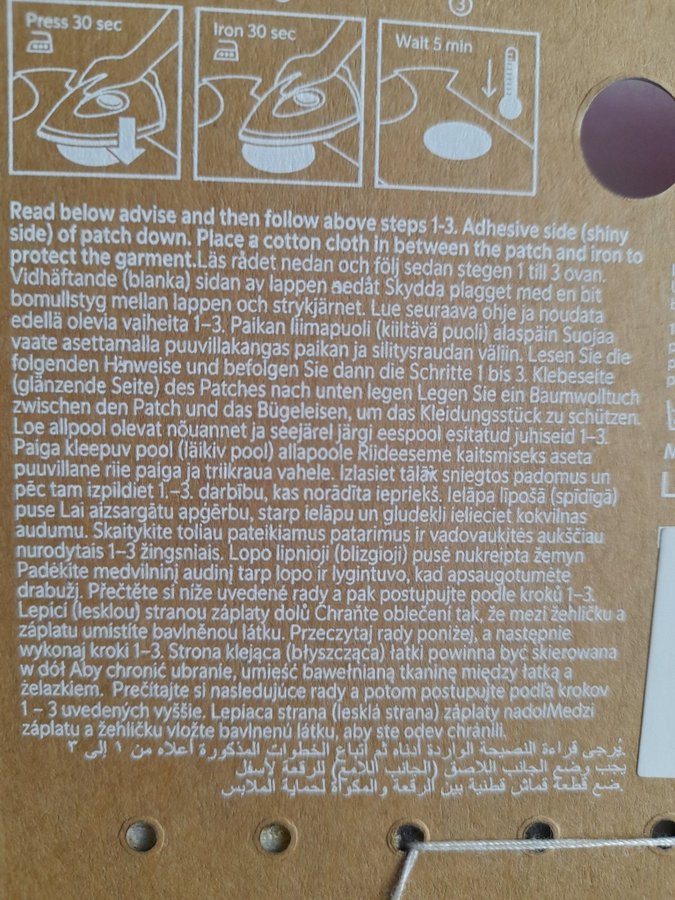 3
Press 30 sec
Iron 30 sec
Wait 5 min
Read below advise and then follow above steps 1-3. Adhesive side (shiny
side) of patch down. Place a cotton cloth in between the patch and iron to
protect the garment.Läs rådet nedan och följ sedan stegen 1 till 3 ovan.
Vidhäftande (blanka) sidan av lappen nedåt Skydda plagget med en bit
bomullstyg mellan lappen och strykjärnet. Lue seuraava ohje ja noudata
edellä olevia vaiheita 1–3. Paikan liimapuoli (kiiltävä puoli) alaspäin Suojaa
vaate asettamalla puuvillakangas paikan ja silitysraudan väliin. Lesen Sie die
folgenden Hinweise und befolgen Sie dann die Schritte 1 bis 3. Klebeseite
(glänzende Seite) des Patches nach unten legen Legen Sie ein Baumwolltuch
zwischen den Patch und das Bügeleisen, um das Kleidungsstück zu schützen.
Loe allpool olevat nõuannet ja seejärel järgi eespool esitatud juhiseid 1–3.
Paiga kleepuv pool (läikiv pool) allapoole Riideeseme kaitsmiseks aseta
puuvillane riie paiga ja triikraua vahele. Izlasiet tālāk sniegtos padomus un
pēc tam izpildiet 1.–3. darbību, kas norādīta iepriekš. Ielāpa līpošā (spīdīgā)
puse Lai aizsargātu apģērbu, starp ielāpu un gludekli ielieciet kokvilnas
audumu. Skaitykite toliau pateikiamus patarimus ir vadovaukitės aukščiau
nurodytais 1–3 žingsniais. Lopo lipnioji (blizgioji) pusė nukreipta žemyn
Padėkite medvilninį audinį tarp lopo ir lygintuvo, kad apsaugotumėte
drabužį. Přečtěte si níže uvedené rady a pak postupujte podle kroků 1–3.
Lepicí (lesklou) stranou záplaty dolů Chraňte oblečení tak, že mezi žehličku a
záplatu umístíte bavlněnou látku. Przeczytaj rady poniżej, a następnie
wykonaj kroki 1–3. Strona klejąca (błyszcząca) łatki powinna być skierowana
w dół Aby chronić ubranie, umieść bawełnianą tkaninę między łatką a
żelazkiem. Prečítajte si nasledujúce rady a potom postupujte podľa krokov
1 – 3 uvedených vyššie. Lepiaca strana (lesklá strana) záplaty nadolMedzi
záplatu a žehličku vložte bavlnenú látku, aby ste odev chránili.
يُرجى قراءة النصيحة الواردة أدناه ثم اتباع الخطوات المذكورة أعلاه من ١ إلى ٣
يجب وضع الجانب اللاصق (الجانب اللامع) للرقعة لأسفل
ضع قطعة قماش قطنية بين الرقعة والمكواة لحماية الملابس.